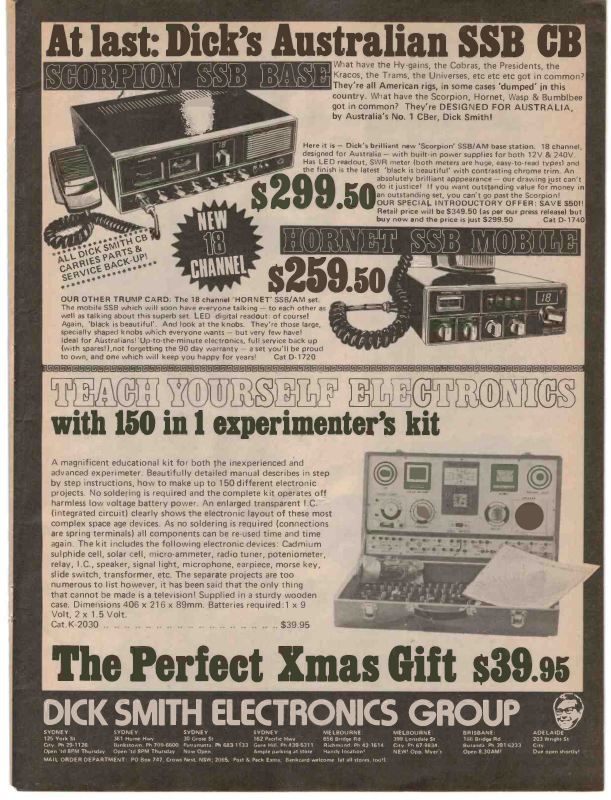 At last: Dick's Australian SSB CB
SCORPION SSB BASE
What have the Hy-gains, the Cobras, the Presidents, the
Kracos, the Trams, the Universes, etc etc etc got in common?
They're all American rigs, in some cases 'dumped' in this
country. What have the Scorpion, Hornet, Wasp & Bumblbee
got in common? They're DESIGNED FOR AUSTRALIA,
by Australia's No. 1 CBer, Dick Smith!
Here it is — Dick's brilliant new 'Scorpion' SSB/AM base station. 18 channel,
designed for Australia — with built-in power supplies for both 12V & 240V.
Has LED readout, SWR meter (both meters are huge, easy-to-read types) and
the finish is the latest 'black is beautiful' with contrasting chrome trim. An
absolutely brilliant appearance — our drawing just can't
do it justice! If you want outstanding value for money in
an outstanding set, you can't go past the Scorpion!
OUR SPECIAL INTRODUCTORY OFFER: SAVE $50!!
Retail price will be $349.50 (as per our press release) but
buy now and the price is just $299.50 Cat D-1740
$299.50
ALL DICK SMITH CB
CARRIES PARTS &
SERVICE BACK-UP!
NEW
18
CHANNEL
HORNET SSB MOBILE
$259.50
18
OUR OTHER TRUMP CARD: The 18 channel 'HORNET' SSB/AM set.
The mobile SSB which will soon have everyone talking — to each other as
well as talking about this superb set. LED digital readout: of course!
Again, 'black is beautiful'. And look at the knobs. They're those large,
specially shaped knobs which everyone wants — but very few have!
Ideal for Australians! Up-to-the-minute electronics, full service back up
(with spares!),not forgetting the 90 day warranty — a set you'll be proud
to own, and one which will keep you happy for years! Cat D-1720
TEACH YOURSELF ELECTRONICS
with 150 in 1 experimenter's kit
A magnificent educational kit for both the inexperienced and
advanced experimeter. Beautifully detailed manual describes in step
by step instructions, how to make up to 150 different electronic
projects. No soldering is required and the complete kit operates off
harmless low voltage battery power. An enlarged transparent I.C.
(integrated circuit) clearly shows the electronic layout of these most
complex space age devices. As no soldering is required (connections
are spring terminals) all components can be re-used time and time
again. The kit includes the following electronic devices: Cadmium
sulphide cell, solar cell, micro-ammeter, radio tuner, poteniometer,
relay, I.C., speaker, signal light, microphone, earpiece, morse key,
slide switch, transformer, etc. The separate projects are too
numerous to list however, it has been said that the only thing
that cannot be made is a television! Supplied in a sturdy wooden
case. Dimensions 406 x 216 x 89mm. Batteries required: 1 x 9
Volt, 2 x 1.5 Volt.
Cat K-2030 .. .. .. .. .. .. .. .. .. .. .. .. .. .. .. $39.95
The Perfect Xmas Gift $39.95
DICK SMITH ELECTRONICS GROUP
SYDNEY SYDNEY SYDNEY SYDNEY MELBOURNE MELBOURNE BRISBANE: ADELAIDE
125 York St 361 Hume Hwy 30 Grose St 162 Pacific Hwy 656 Bridge Rd 399 Lonsdale St 166 Logan Rd 203 Wright St
City. Ph 29-1126 Bankstown. Ph 709-6600 Parramatta Ph 683-1133 Gore Hill. Ph 439-5311 Richmond. Ph 42-1614 City. Ph 67-9834 Buranda. Ph 391-6233 City
Open 'til 8PM Thursday Open 'til 8PM Thursday Now Open Ample parking at store Handy location! NEW! Opp. Myer's Open 8.30AM! Due open shortly!
MAIL ORDER DEPARTMENT: PO Box 747, Crows Nest, NSW, 2065. Post & Pack Extra. Bankcard welcome (at all stores, too!)